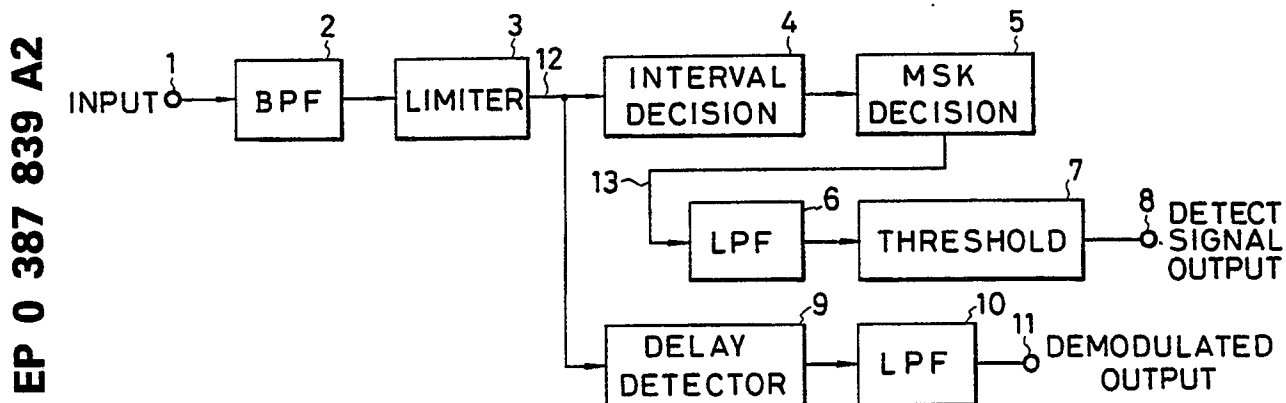 EP 0 387 839 A2
INPUT
1
BPF
2
LIMITER
3
12
INTERVAL
DECISION
4
MSK
DECISION
5
13
LPF
6
THRESHOLD
7
8
DETECT
SIGNAL
OUTPUT
DELAY
DETECTOR
9
LPF
10
11
DEMODULATED
OUTPUT